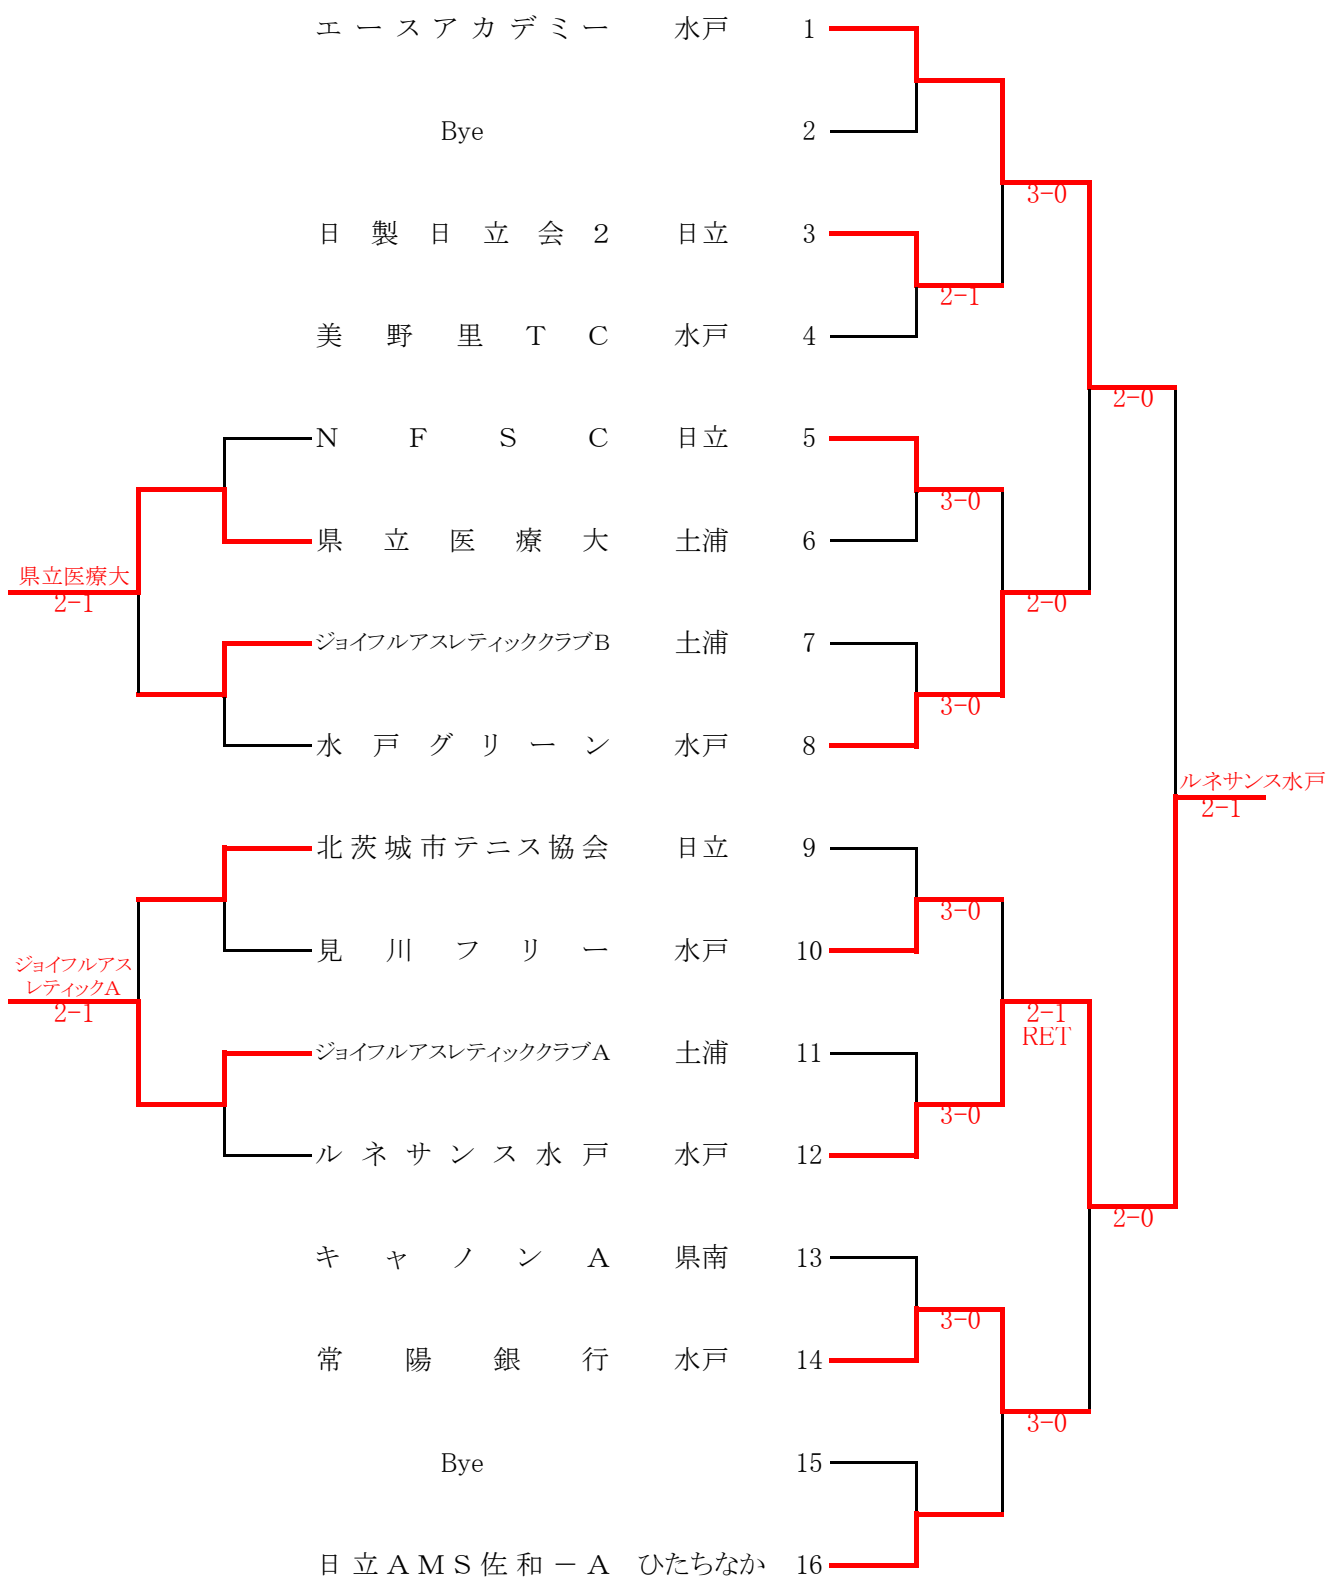 エースアカデミー 水戸 1
Bye 2
3-0
日製日立会2 日立 3
2-1
美野里TC 水戸 4
2-0
NFSC 日立 5
3-0
県立医療大 土浦 6
県立医療大
2-1
2-0
ジョイフルアスレティッククラブB 土浦 7
3-0
水戸グリーン 水戸 8
ルネサンス水戸
2-1
北茨城市テニス協会 日立 9
3-0
見川フリー 水戸 10
ジョイフルアス
レティックA
2-1
2-1
RET
ジョイフルアスレティッククラブA 土浦 11
3-0
ルネサンス水戸 水戸 12
2-0
キャノンA 県南 13
3-0
常陽銀行 水戸 14
3-0
Bye 15
日立AMS佐和-A ひたちなか 16